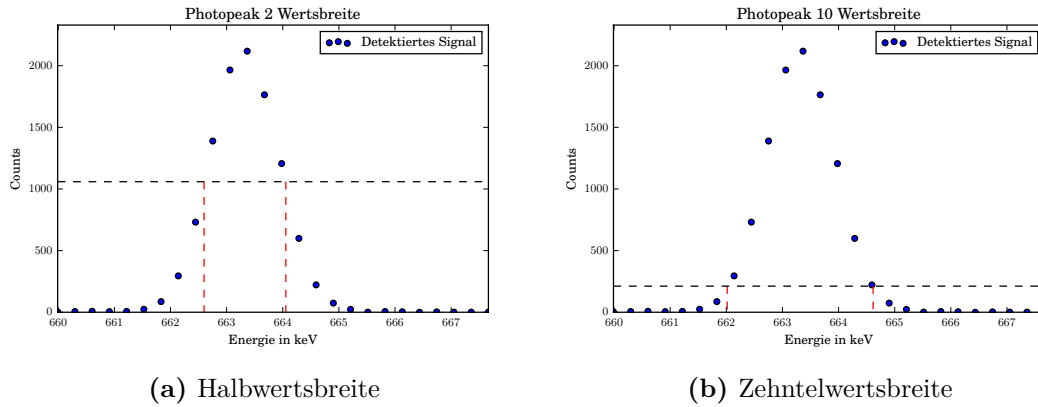 Photopeak 2 Wertsbreite
Detektiertes Signal
2000
1500
1000
500
0
Counts
660 661 662 663 664 665 666 667
Energie in keV
(a) Halbwertsbreite
Photopeak 10 Wertsbreite
Detektiertes Signal
2000
1500
1000
500
0
Counts
660 661 662 663 664 665 666 667
Energie in keV
(b) Zehntelwertsbreite